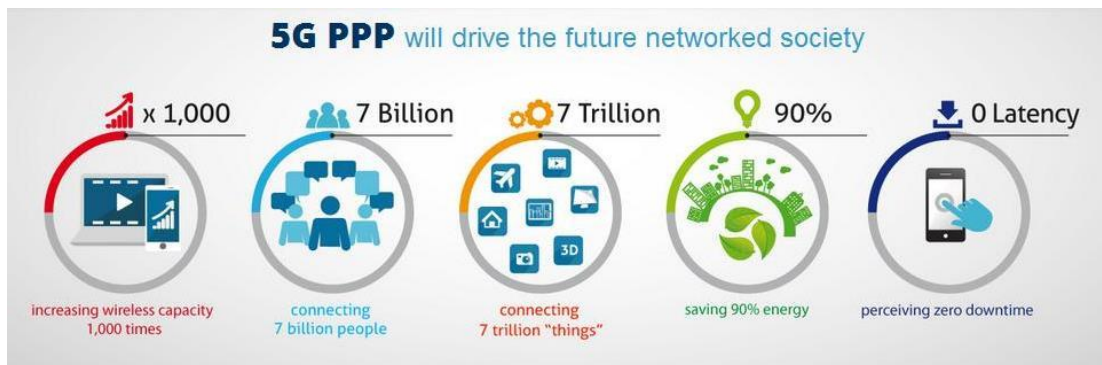 5G PPP will drive the future networked society
x 1,000
7 Billion
7 Trillion
90%
0 Latency
3D
increasing wireless capacity
1,000 times
connecting
7 billion people
connecting
7 trillion “things”
saving 90% energy
perceiving zero downtime